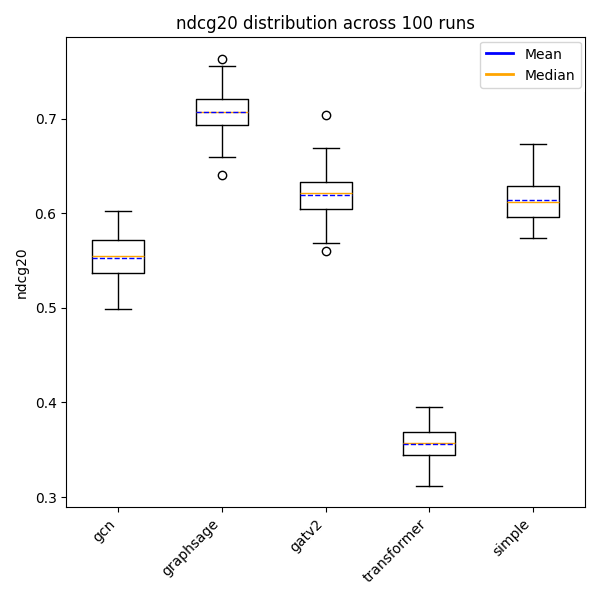 ndcg20 distribution across 100 runs
Mean
Median
ndcg20
0.7
0.6
0.5
0.4
0.3
gcn
graphsage
gatv2
transformer
simple